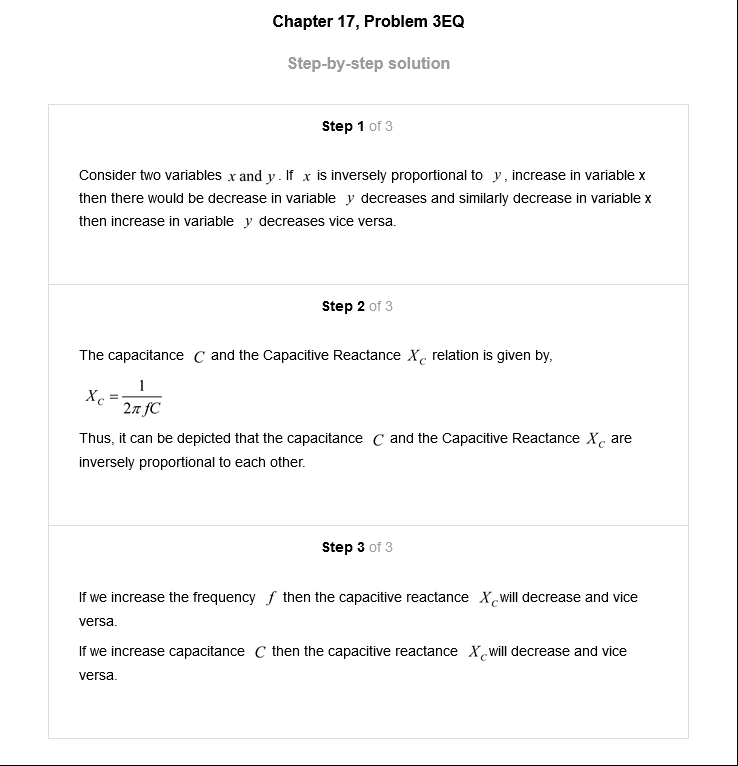 Chapter 17, Problem 3EQ
Step-by-step solution
Step 1 of 3
Consider two variables x and y. If x is inversely proportional to y, increase in variable x
then there would be decrease in variable y decreases and similarly decrease in variable x
then increase in variable y decreases vice versa.
Step 2 of 3
The capacitance C and the Capacitive Reactance X_C relation is given by,
X_C = 1/(2π fC)
Thus, it can be depicted that the capacitance C and the Capacitive Reactance X_C are
inversely proportional to each other.
Step 3 of 3
If we increase the frequency f then the capacitive reactance X_C will decrease and vice
versa.
If we increase capacitance C then the capacitive reactance X_C will decrease and vice
versa.